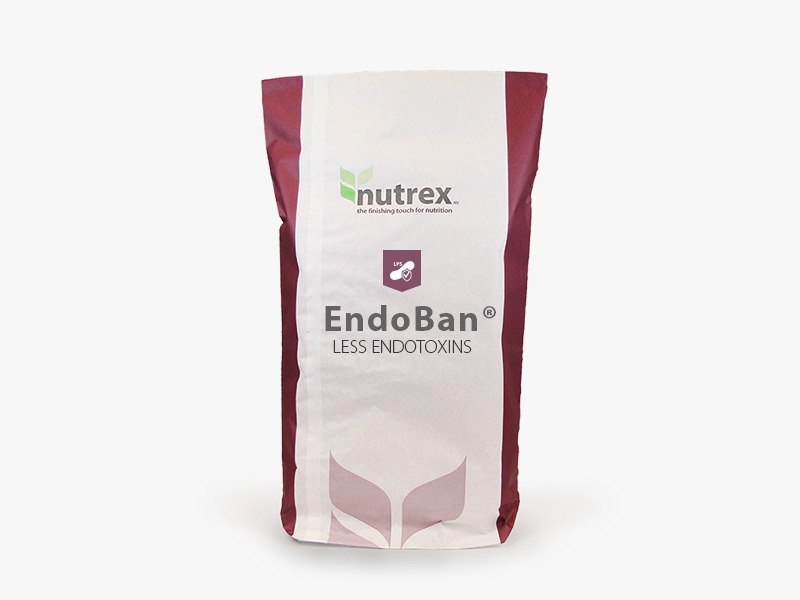 nutrex
the finishing touch for nutrition
LPS
EndoBan®
LESS ENDOTOXINS